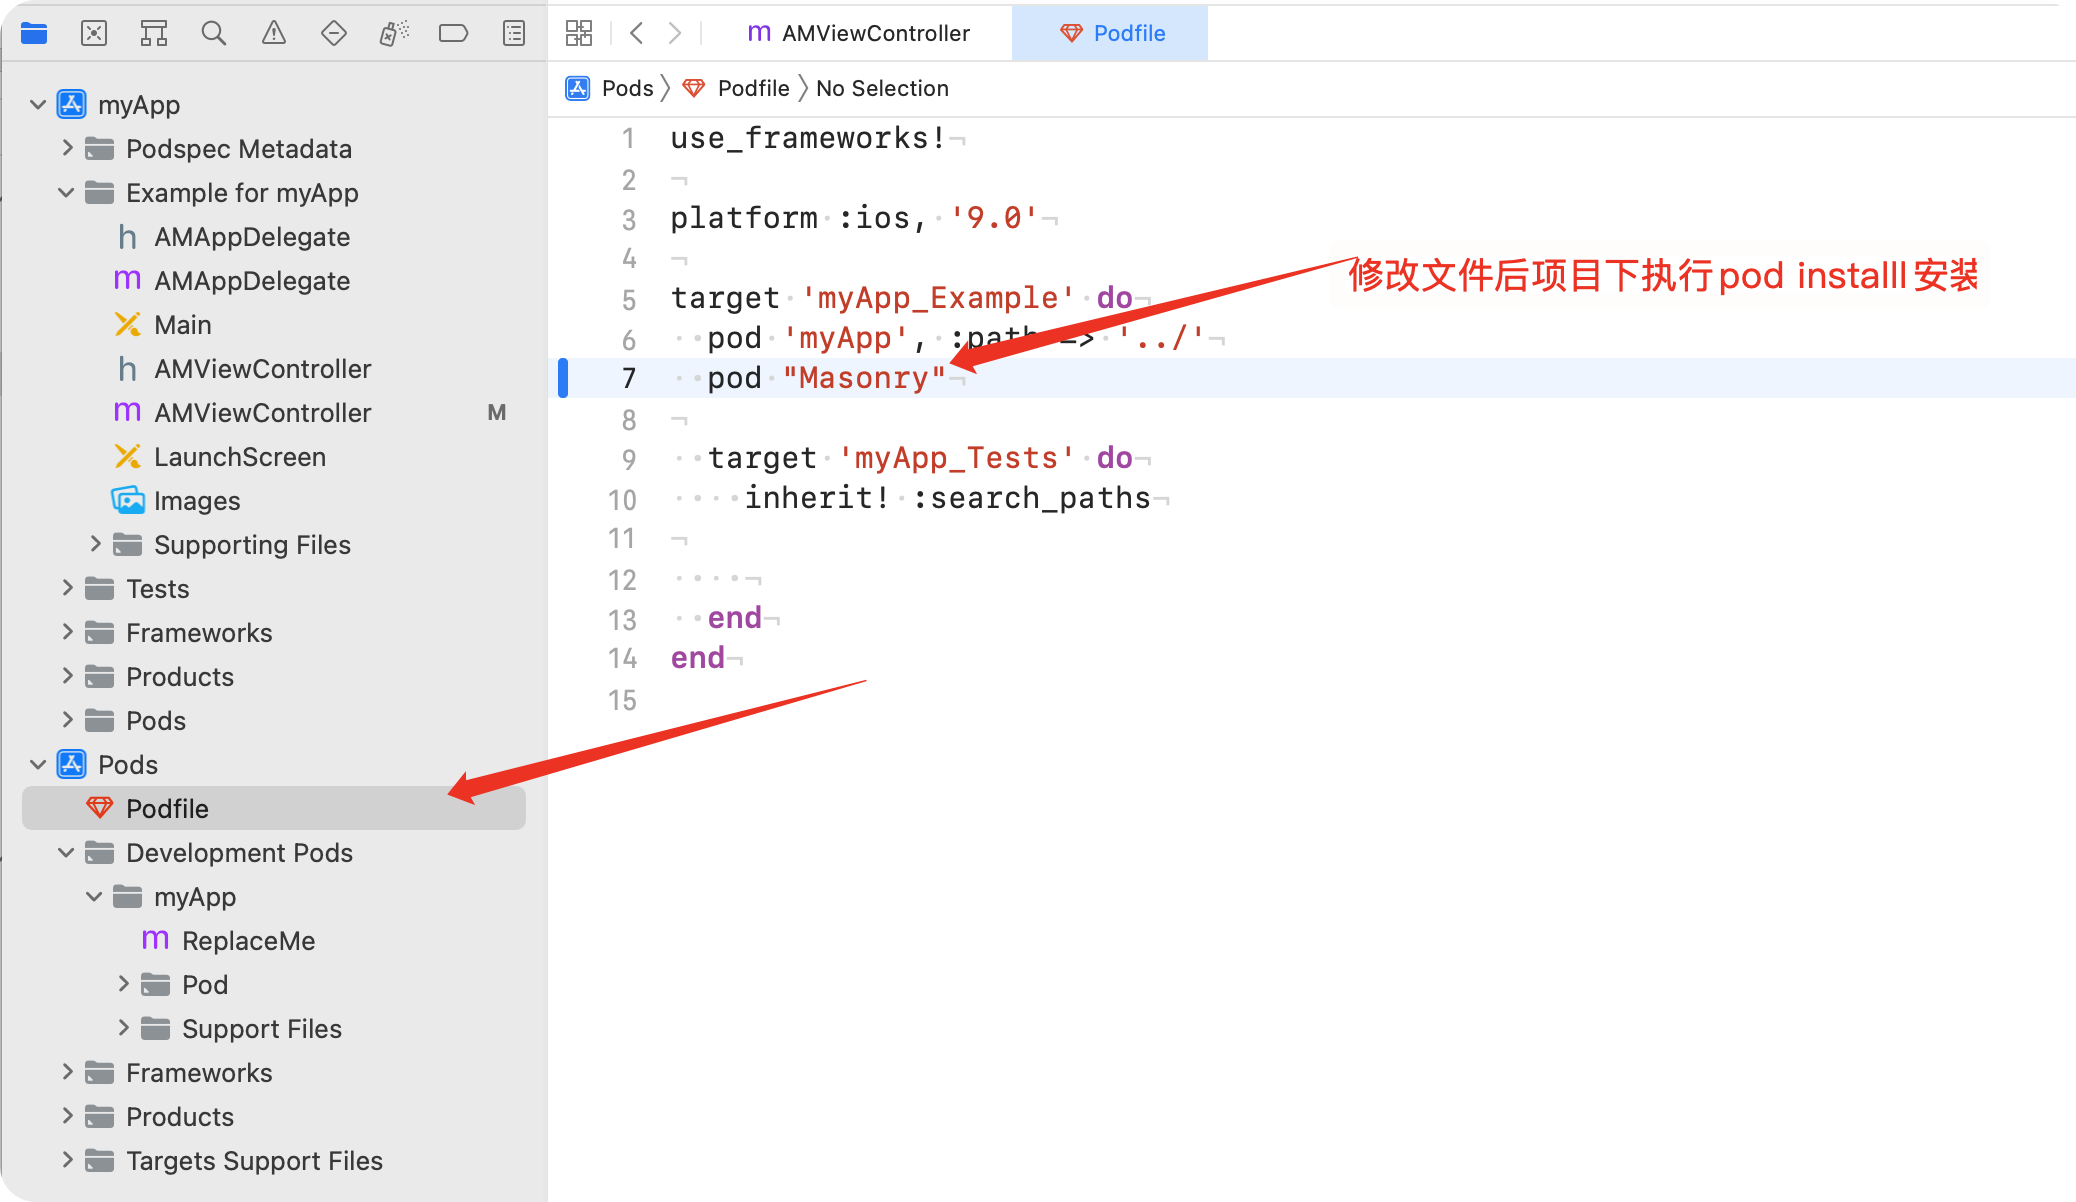 m AMViewController
Podfile
Pods 〉 Podfile 〉 No Selection
myApp
Podspec Metadata
Example for myApp
h AMAppDelegate
m AMAppDelegate
Main
h AMViewController
m AMViewController M
LaunchScreen
Images
Supporting Files
Tests
Frameworks
Products
Pods
Pods
Podfile
Development Pods
myApp
m ReplaceMe
Pod
Support Files
Frameworks
Products
Targets Support Files
1 use_frameworks!
2
3 platform :ios, '9.0'
4
5 target 'myApp_Example' do
6 pod 'myApp', :path => '../'
7 pod "Masonry"
8
9 target 'myApp_Tests' do
10 inherit! :search_paths
11
12
13 end
14 end
15
修改文件后项目下执行pod installl安装